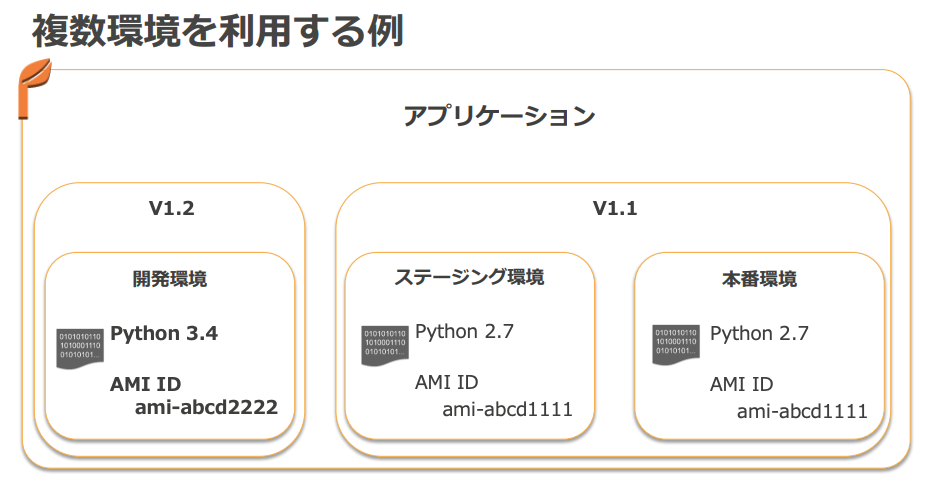 複数環境を利用する例
アプリケーション
V1.2
開発環境
0101010110
1010001110
01010101...
Python 3.4
AMI ID
ami-abcd2222
V1.1
ステージング環境
0101010110
1010001110
01010101...
Python 2.7
AMI ID
ami-abcd1111
本番環境
0101010110
1010001110
01010101...
Python 2.7
AMI ID
ami-abcd1111